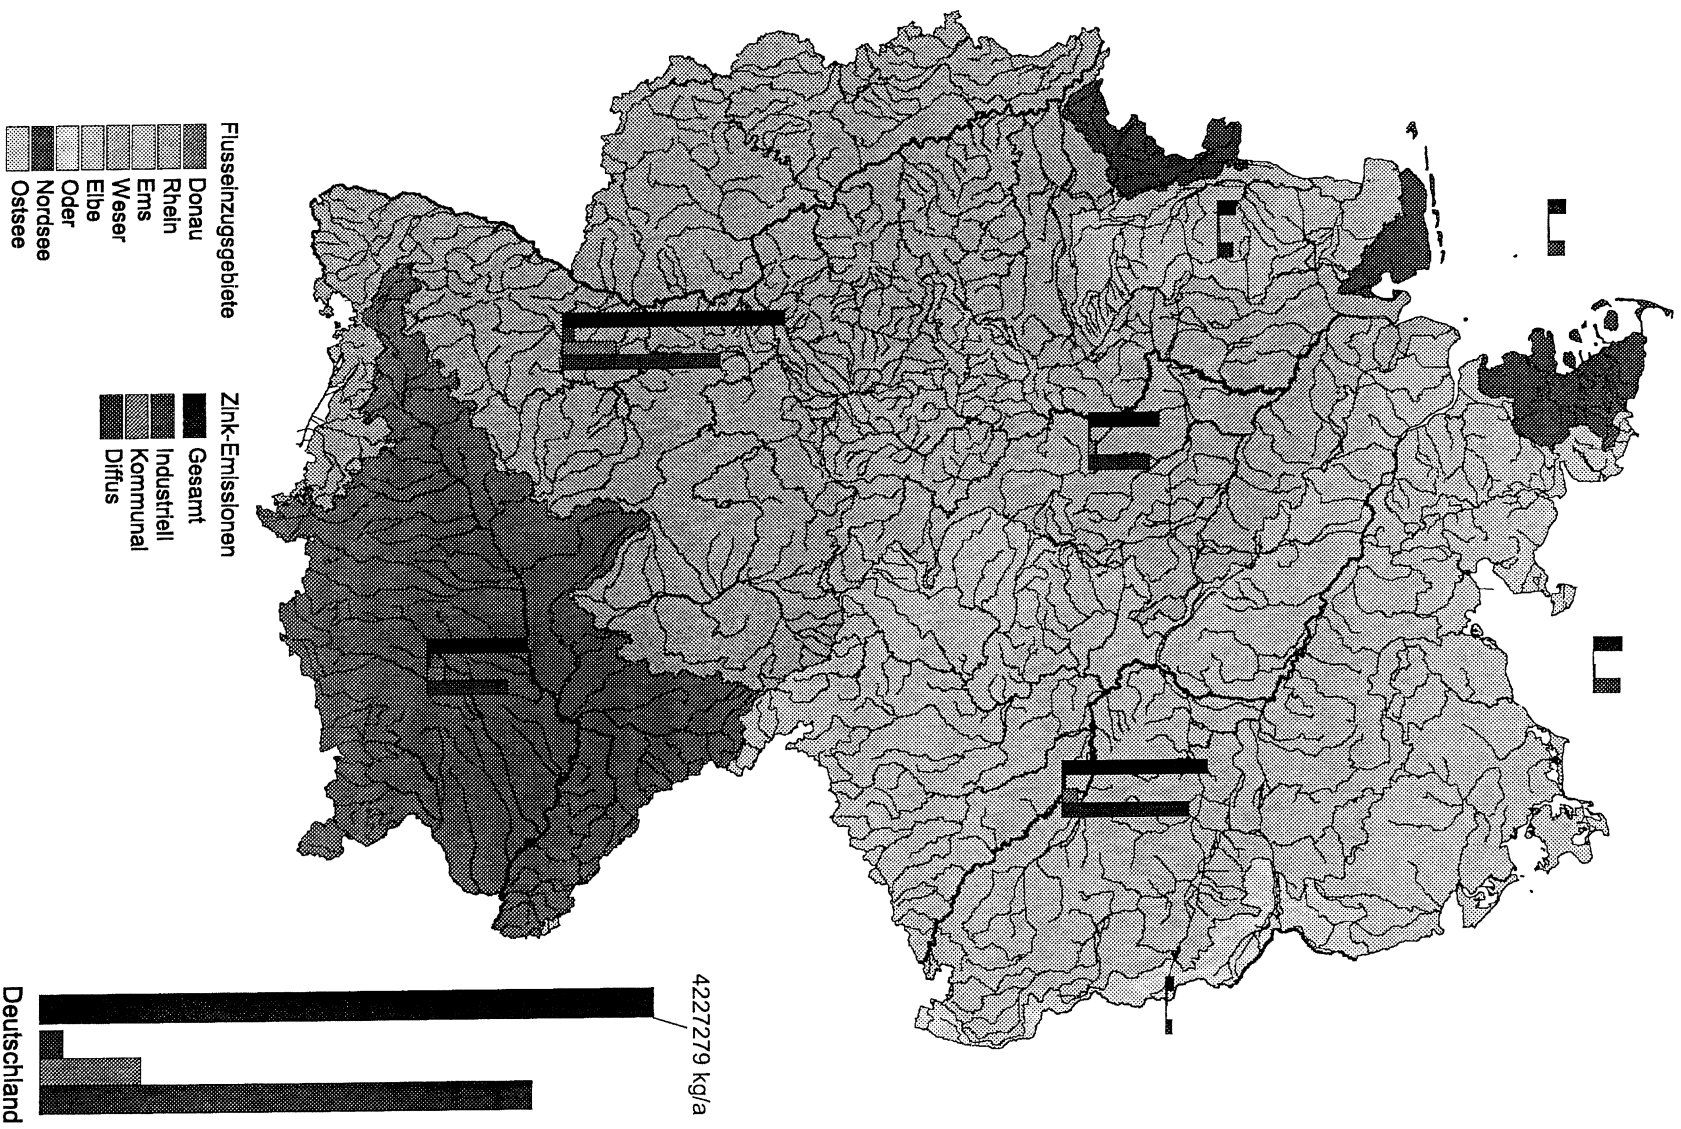 Flusseinzugsgebiete
Donau
Rhein
Ems
Weser
Elbe
Oder
Nordsee
Ostsee
Zink-Emissionen
Gesamt
Industriell
Kommunal
Diffus
4227279 kg/a
Deutschland